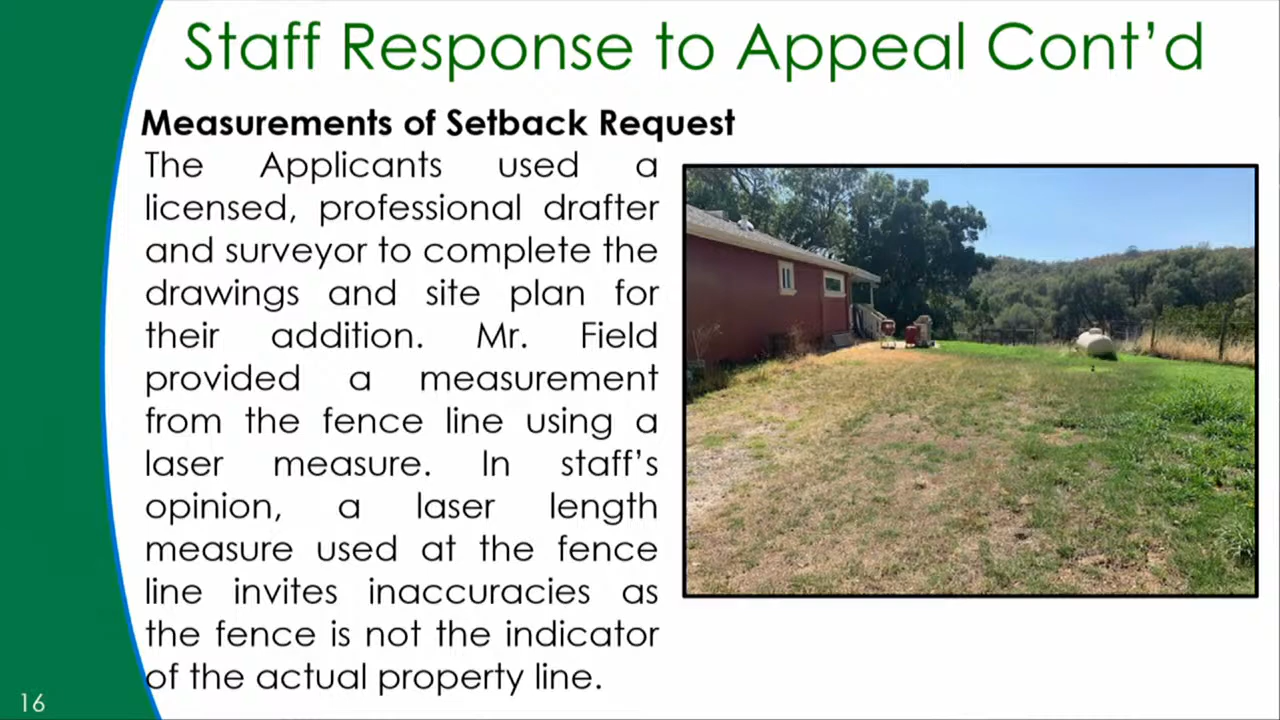 Staff Response to Appeal Cont’d
Measurements of Setback Request
The Applicants used a
licensed, professional drafter
and surveyor to complete the
drawings and site plan for
their addition. Mr. Field
provided a measurement
from the fence line using a
laser measure. In staff’s
opinion, a laser length
measure used at the fence
line invites inaccuracies as
the fence is not the indicator
of the actual property line.
16